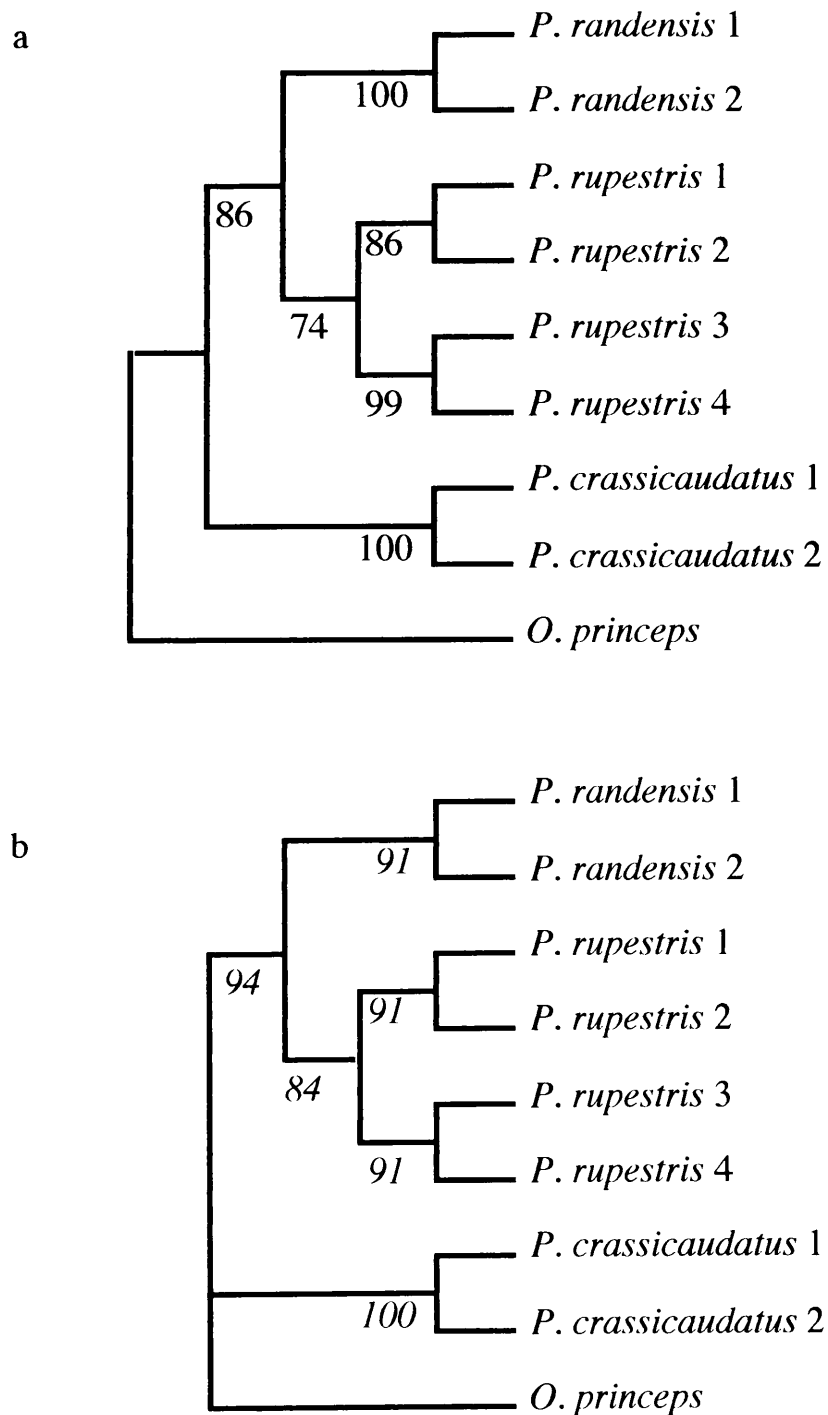 a
P. randensis 1
100
P. randensis 2
P. rupestris 1
86
86
P. rupestris 2
74
P. rupestris 3
99
P. rupestris 4
P. crassicaudatus 1
100
P. crassicaudatus 2
O. princeps
b
P. randensis 1
91
P. randensis 2
P. rupestris 1
94
91
P. rupestris 2
84
P. rupestris 3
91
P. rupestris 4
P. crassicaudatus 1
100
P. crassicaudatus 2
O. princeps